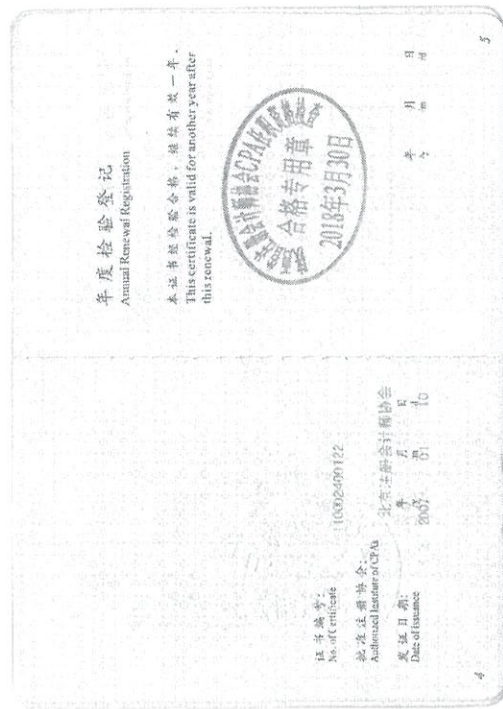 证书编号:
No. of Certificate
110002400122
批准注册协会:
Authorized Institute of CPAs
北京注册会计师协会
发证日期:
Date of Issuance
年 月 日
2007 01 10
4
年度检验登记
Annual Renewal Registration
本证书经检验合格,继续有效一年。
This certificate is valid for another year after
this renewal.
合格专用章
2018年3月30日
年 月 日
/y /m /d
5